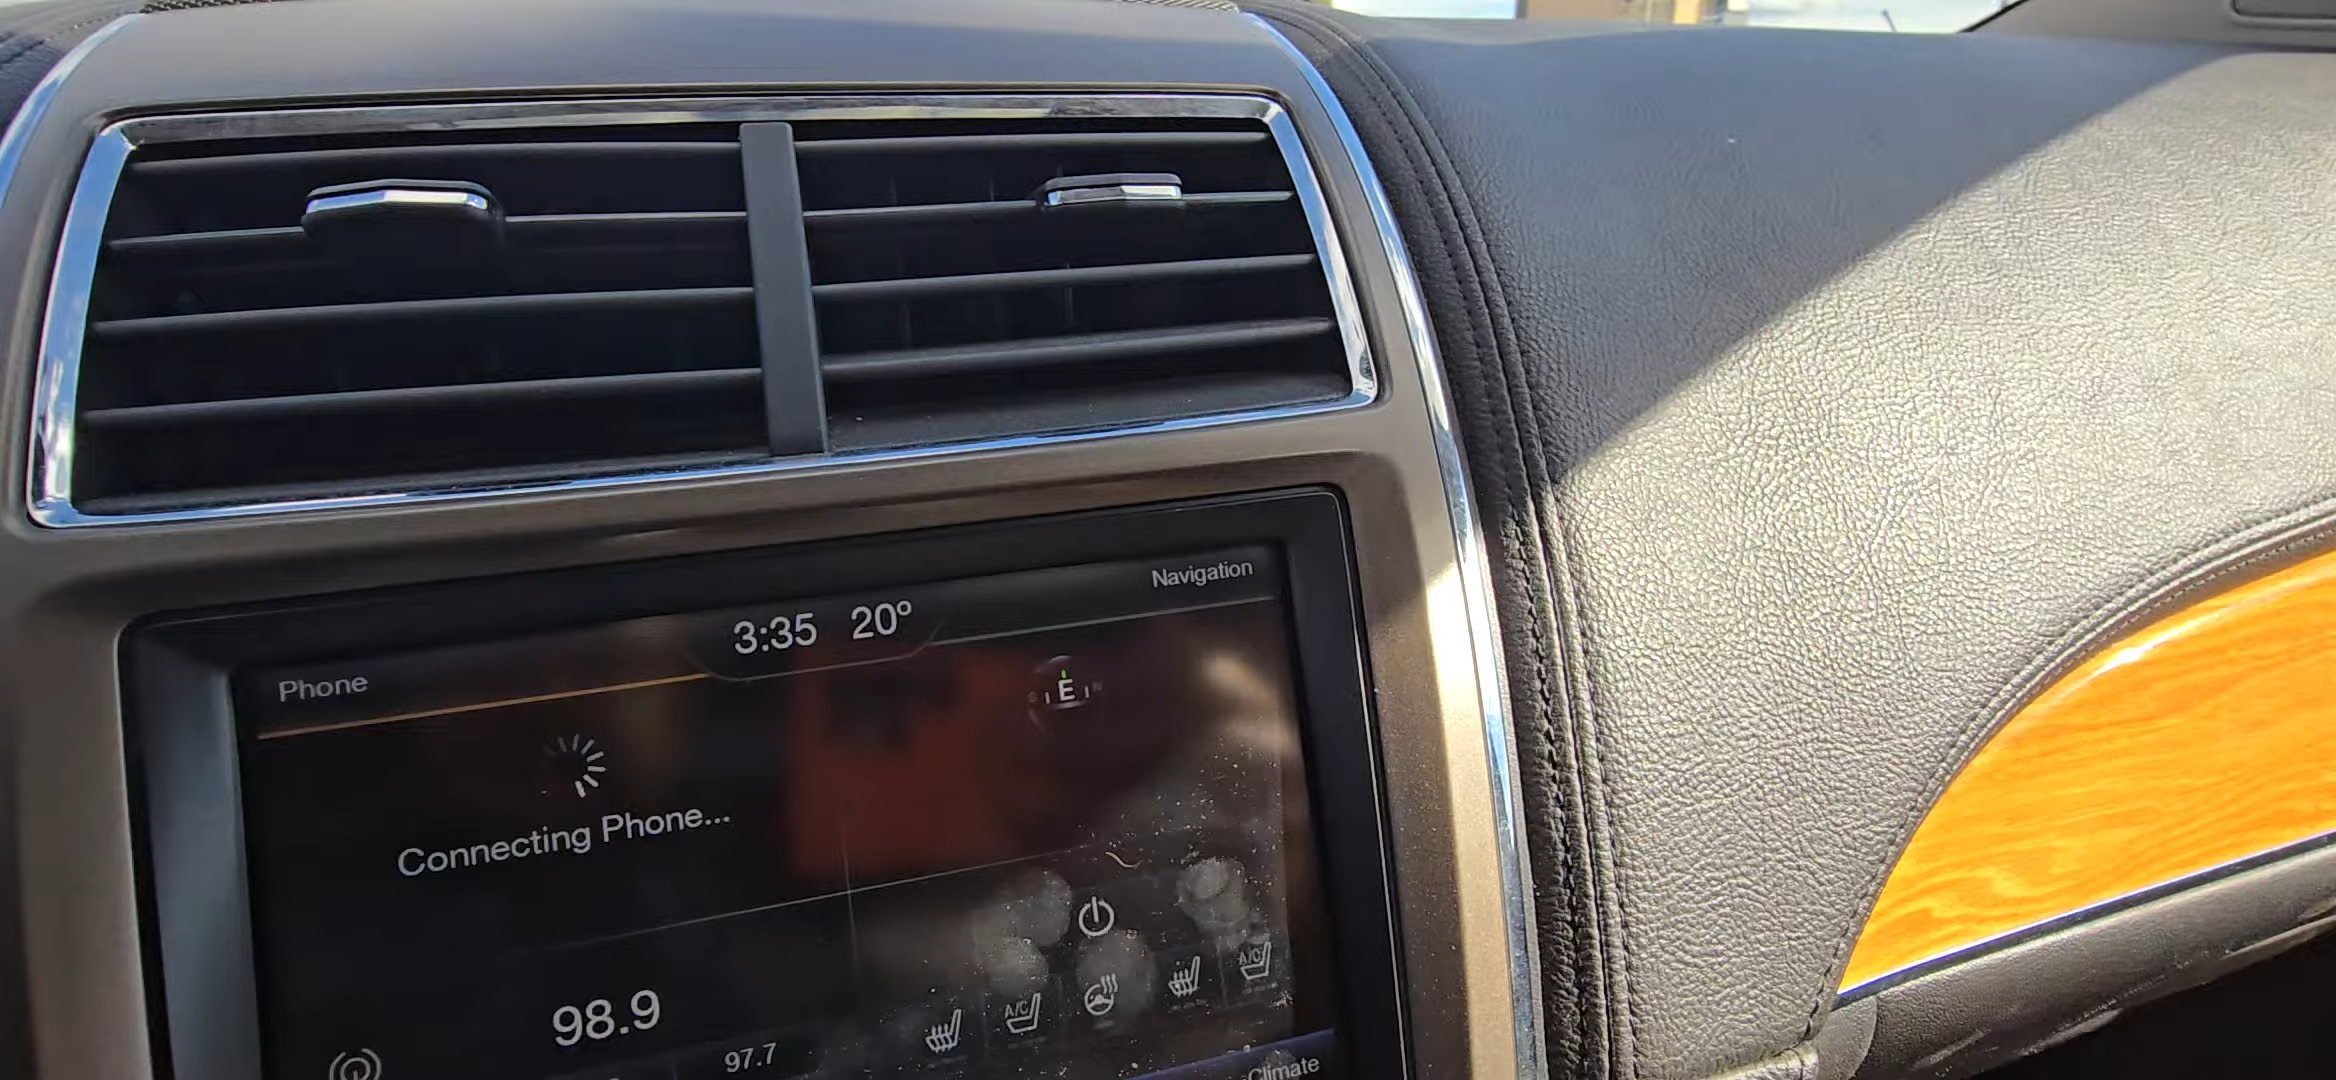 Navigation
3:35 20°
Phone
E
Connecting Phone...
98.9
A/C
A/C
97.7
Climate